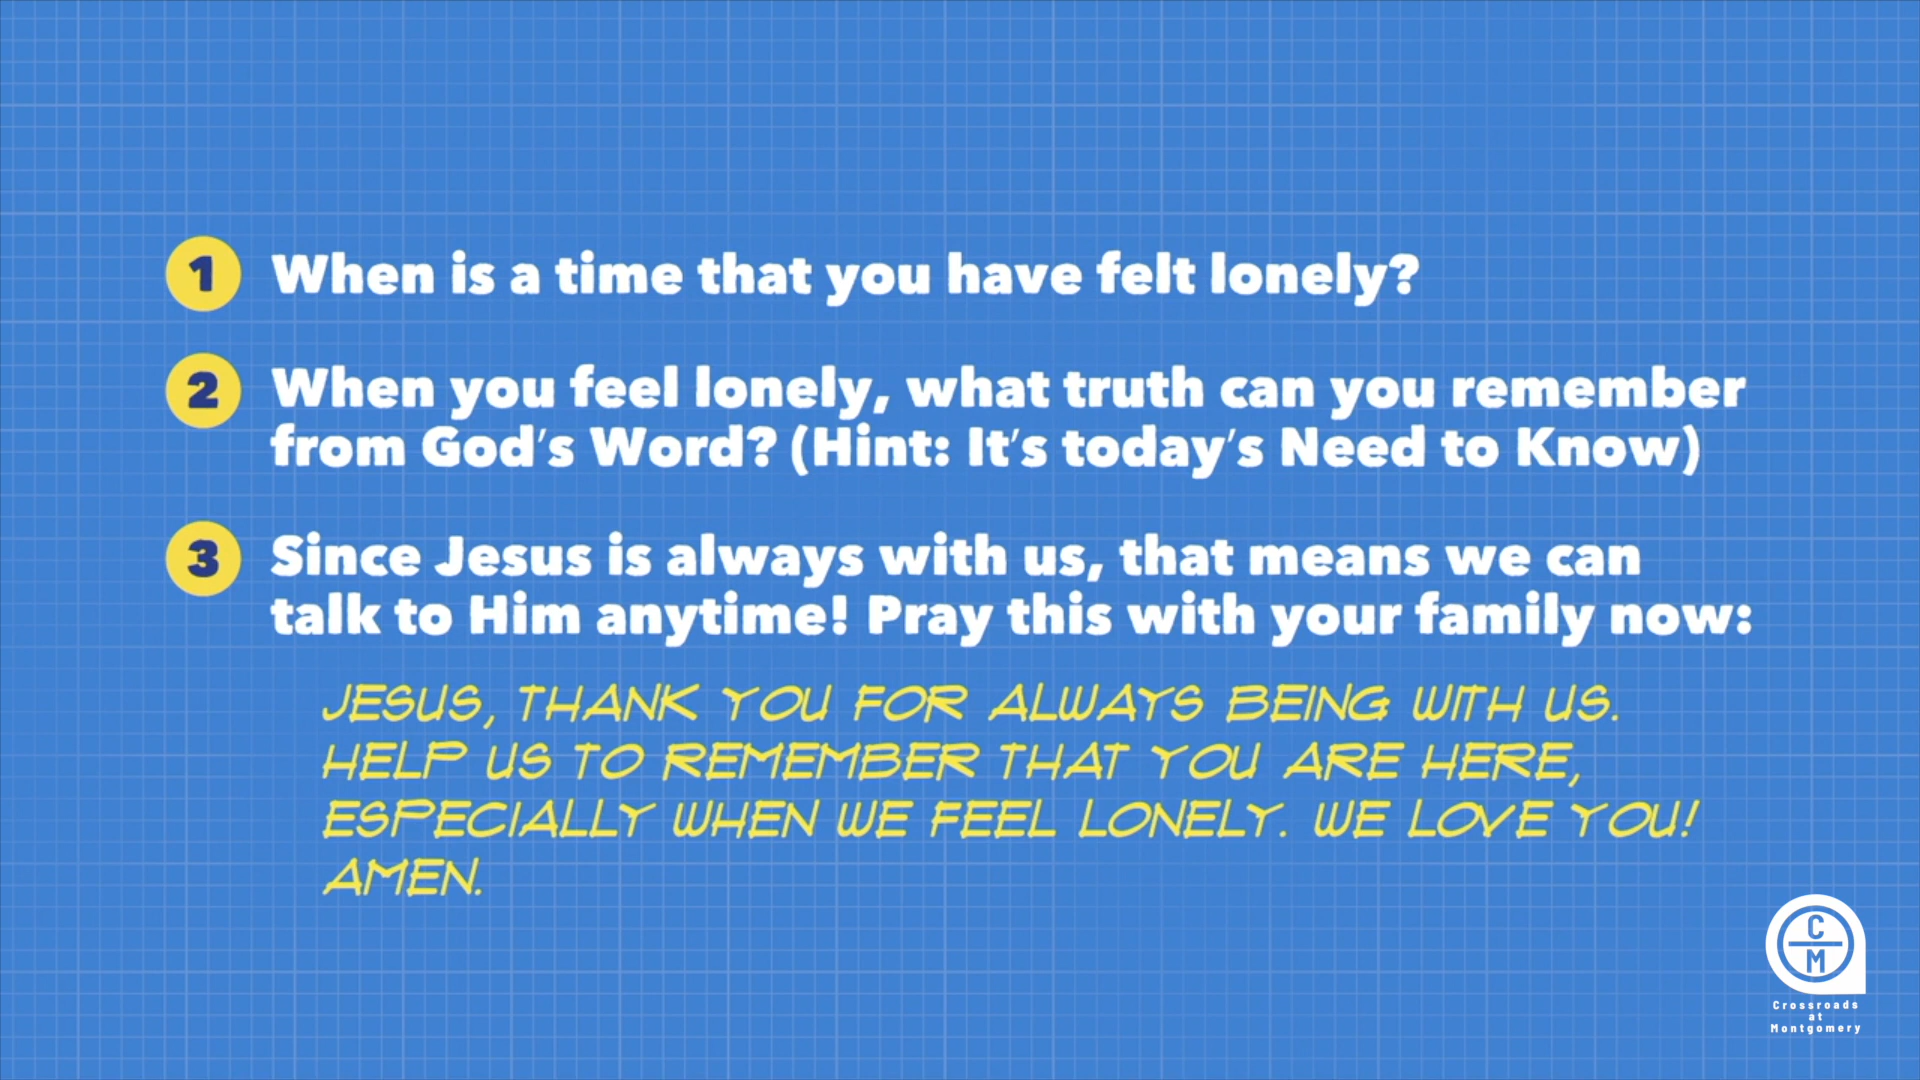 1 When is a time that you have felt lonely?
2 When you feel lonely, what truth can you remember
from God's Word? (Hint: It's today's Need to Know)
3 Since Jesus is always with us, that means we can
talk to Him anytime! Pray this with your family now:
JESUS, THANK YOU FOR ALWAYS BEING WITH US.
HELP US TO REMEMBER THAT YOU ARE HERE,
ESPECIALLY WHEN WE FEEL LONELY. WE LOVE YOU!
AMEN.
C
M
Crossroads
at
Montgomery